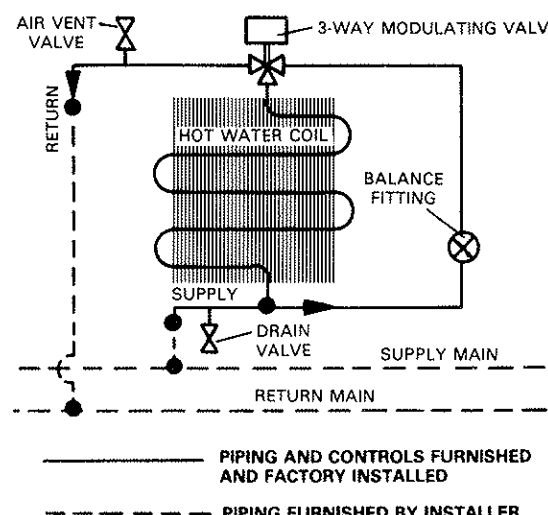 AIR VENT
VALVE
3-WAY MODULATING VALV
RETURN
HOT WATER COIL
BALANCE
FITTING
SUPPLY
DRAIN
VALVE
SUPPLY MAIN
RETURN MAIN
PIPING AND CONTROLS FURNISHED
AND FACTORY INSTALLED
PIPING FURNISHED BY INSTALLER